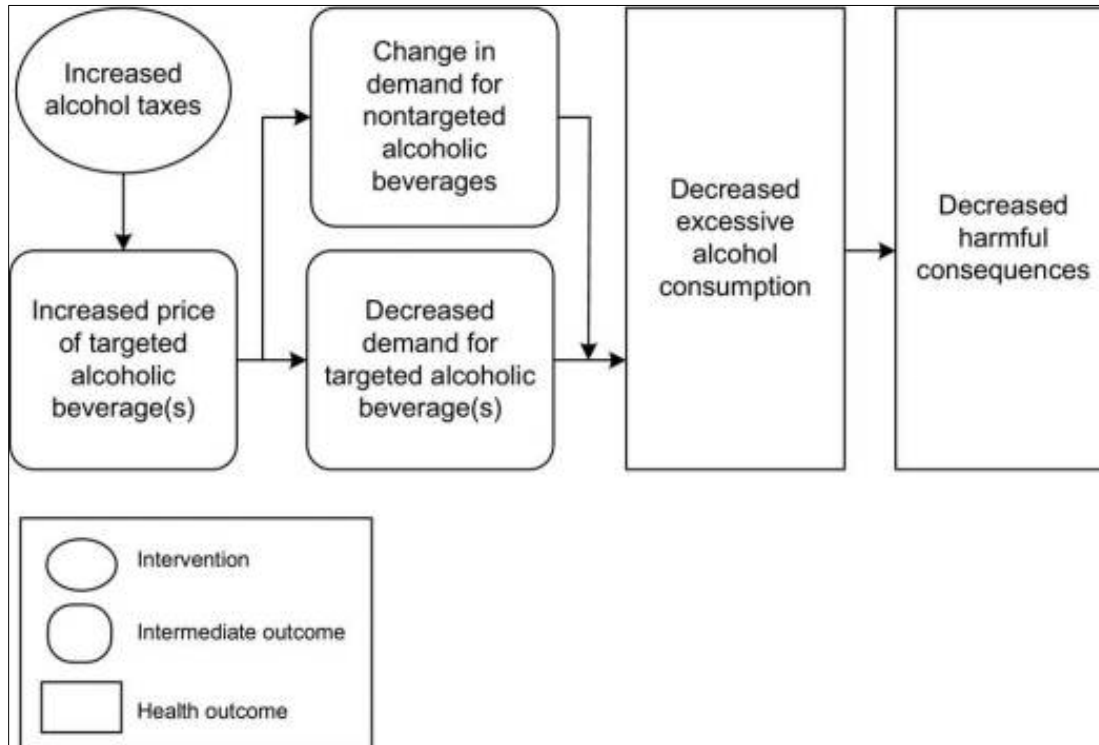 Increased
alcohol taxes
Change in
demand for
nontargeted
alcoholic
beverages
Increased price
of targeted
alcoholic
beverage(s)
Decreased
demand for
targeted alcoholic
beverage(s)
Decreased
excessive
alcohol
consumption
Decreased
harmful
consequences
Intervention
Intermediate outcome
Health outcome